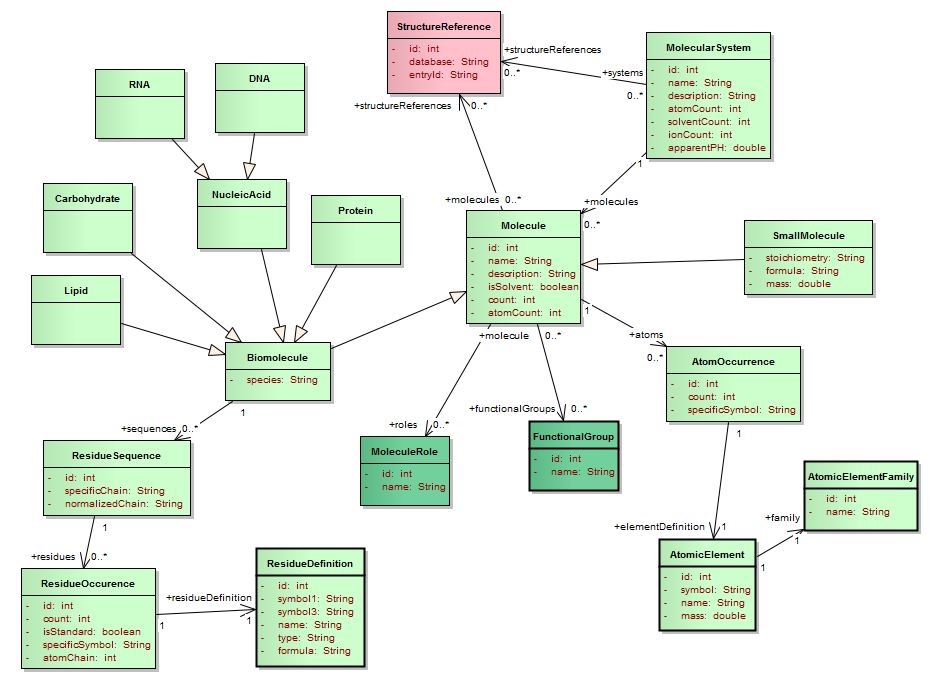 StructureReference
- id: int
- database: String
- entryId: String
+structureReferences
0..*
+structureReferences
0..*
MolecularSystem
- id: int
- name: String
- description: String
- atomCount: int
- solventCount: int
- ionCount: int
- apparentPH: double
+systems
0..*
1
+molecules
0..*
RNA
DNA
NucleicAcid
Carbohydrate
Protein
Lipid
+molecules 0..*
Molecule
- id: int
- name: String
- description: String
- isSolvent: boolean
- count: int
- atomCount: int
SmallMolecule
- stoichiometry: String
- formula: String
- mass: double
1
+atoms
0..*
+molecule 0..*
Biomolecule
- species: String
1
AtomOccurrence
- id: int
- count: int
- specificSymbol: String
1
+sequences 0..*
+roles 0..*
+functionalGroups 0..*
ResidueSequence
- id: int
- specificChain: String
- normalizedChain: String
1
MoleculeRole
- id: int
- name: String
FunctionalGroup
- id: int
- name: String
AtomicElementFamily
- id: int
- name: String
+elementDefinition 1
+family
1
+residues 0..*
ResidueOccurence
- id: int
- count: int
- isStandard: boolean
- specificSymbol: String
- atomChain: int
+residueDefinition
1
1
ResidueDefinition
- id: int
- symbol1: String
- symbol3: String
- name: String
- type: String
- formula: String
AtomicElement
- id: int
- symbol: String
- name: String
- mass: double
1